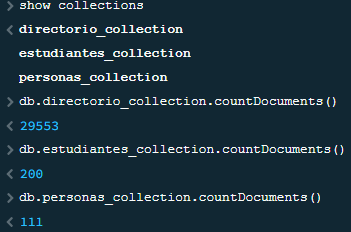 > show collections
< directorio_collection
estudiantes_collection
personas_collection
> db.directorio_collection.countDocuments()
< 29553
> db.estudiantes_collection.countDocuments()
< 200
> db.personas_collection.countDocuments()
< 111